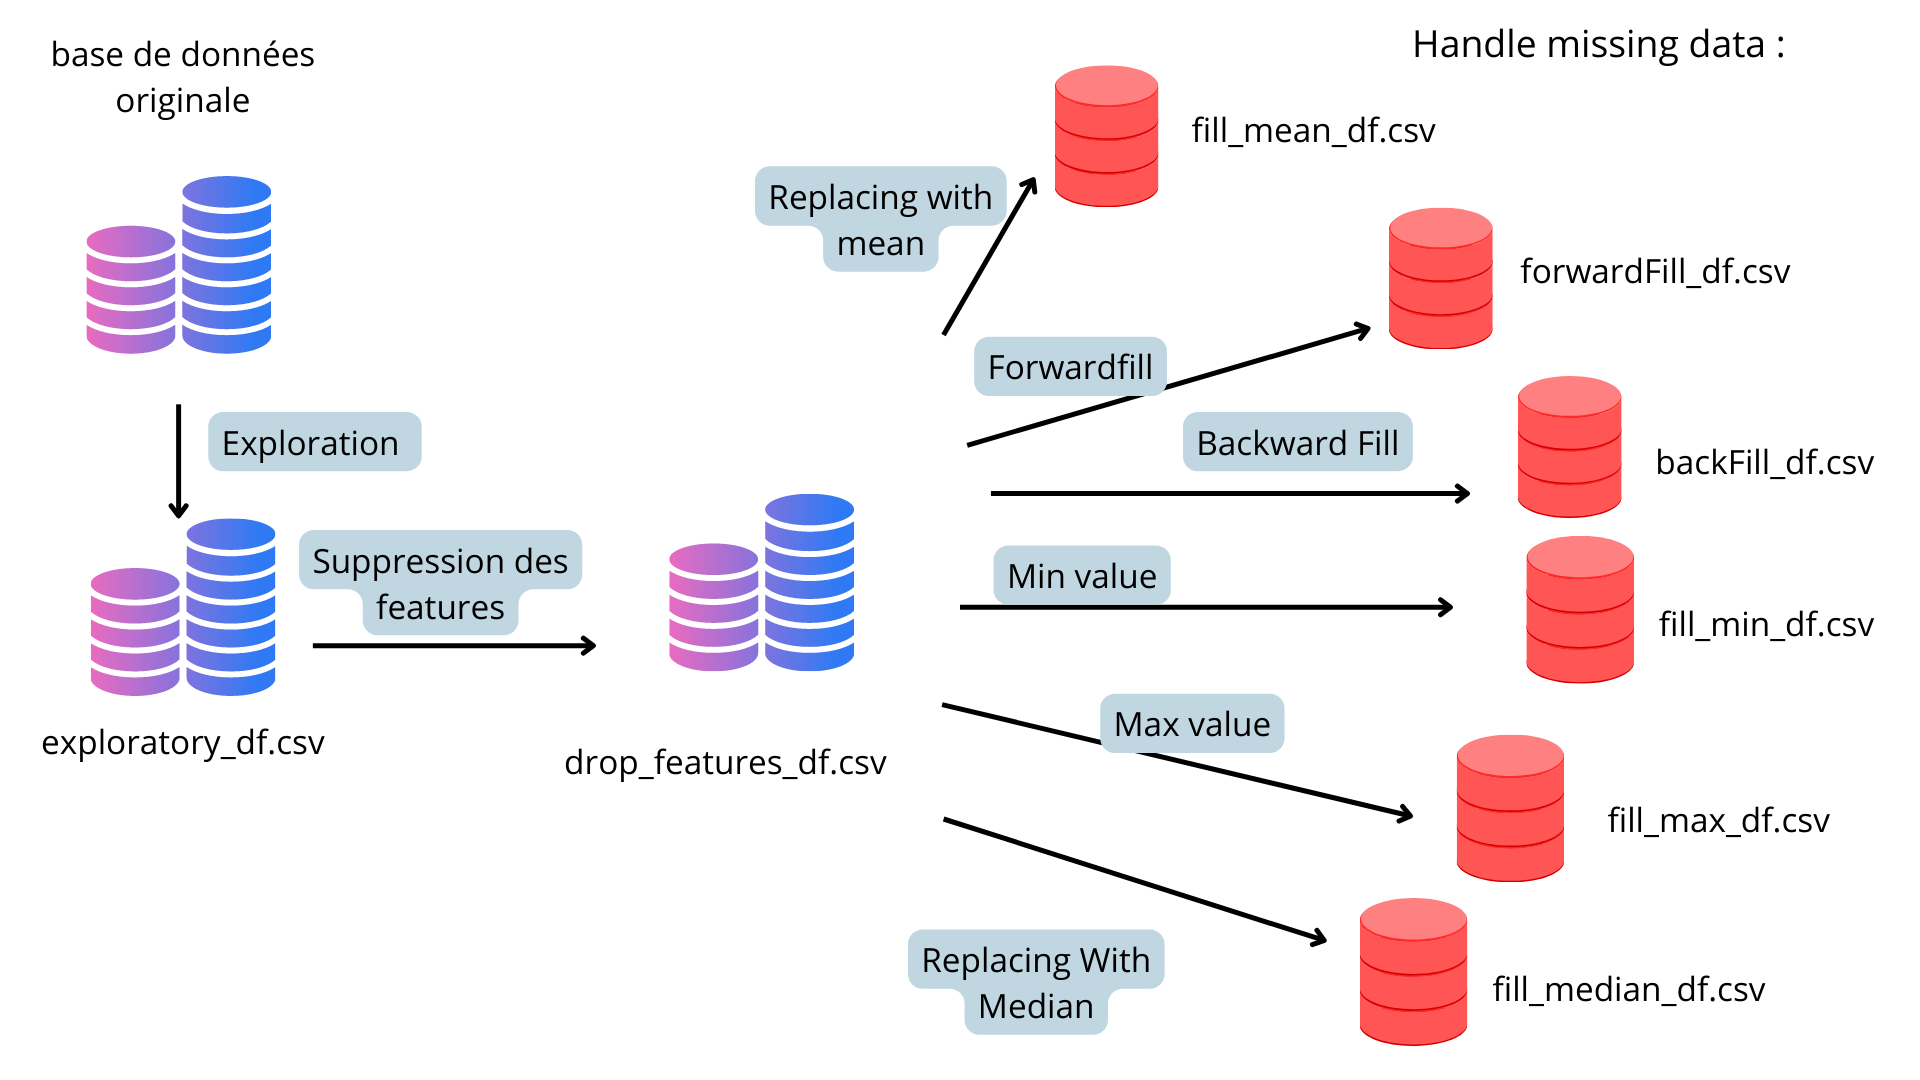 base de données
originale
Handle missing data :
fill_mean_df.csv
Replacing with
mean
forwardFill_df.csv
Forwardfill
Exploration
Backward Fill
backFill_df.csv
Suppression des
features
Min value
fill_min_df.csv
exploratory_df.csv
drop_features_df.csv
Max value
fill_max_df.csv
Replacing With
Median
fill_median_df.csv